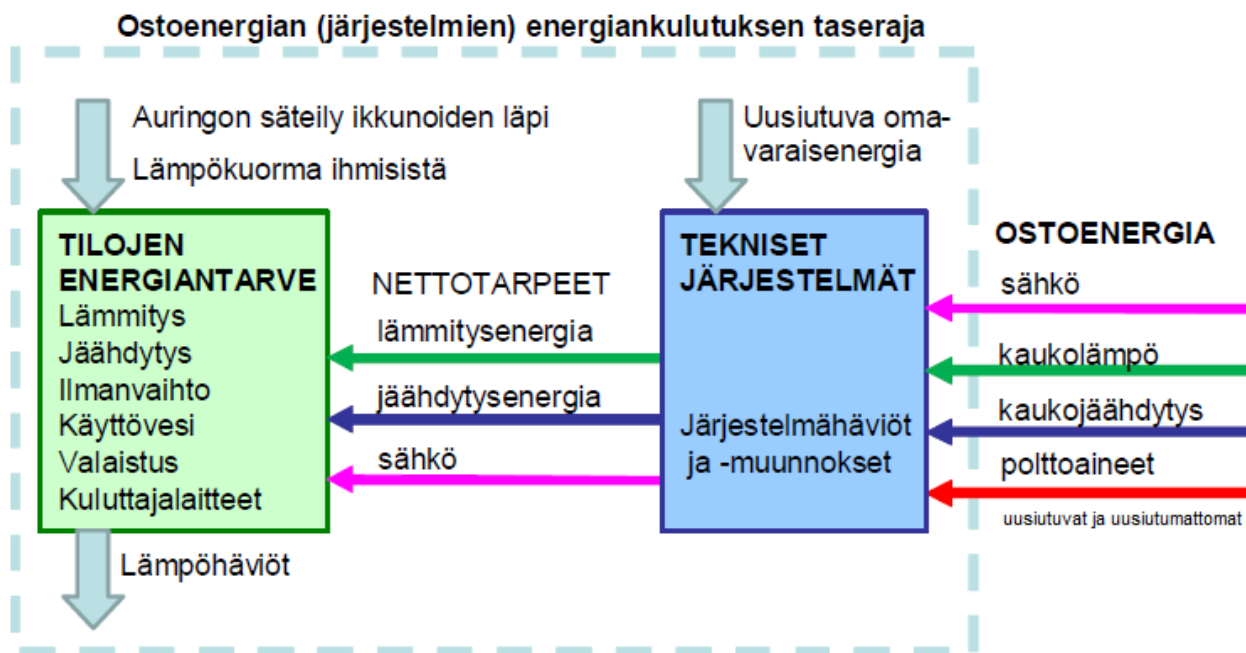 Ostoenergian (järjestelmien) energiankulutuksen taseraja
Auringon säteily ikkunoiden läpi
Lämpökuorma ihmisistä
Uusiutuva oma-
varaisenergia
TILOJEN
ENERGIANTARVE
Lämmitys
Jäähdytys
Ilmanvaihto
Käyttövesi
Valaistus
Kuluttajalaitteet
NETTOTARPEET
lämmitysenergia
jäähdytysenergia
sähkö
TEKNISET
JÄRJESTELMÄT
Järjestelmähäviöt
ja -muunnokset
OSTOENERGIA
sähkö
kaukolämpö
kaukojäähdytys
polttoaineet
uusiutuvat ja uusiutumattomat
Lämpöhäviöt